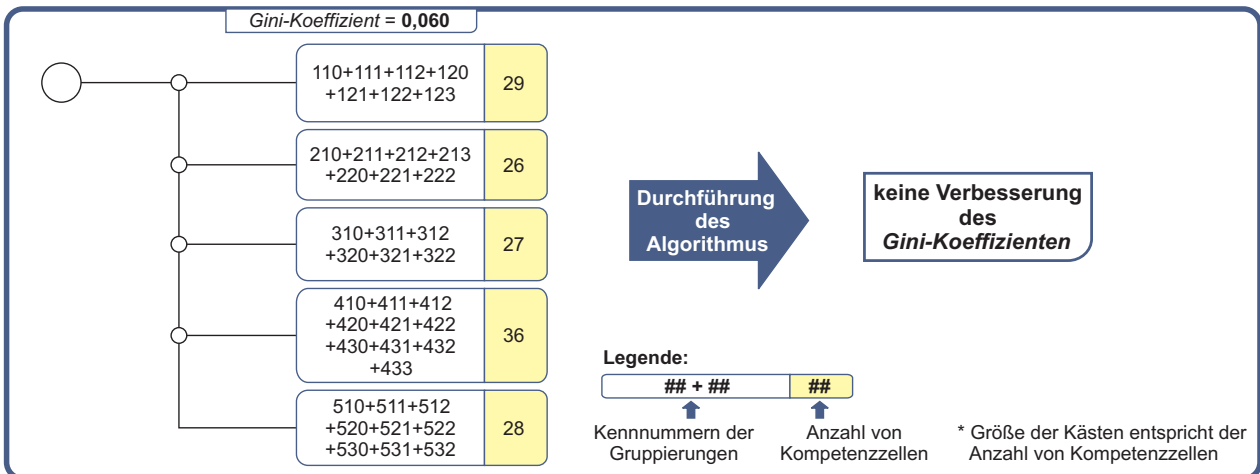 Gini-Koeffizient = 0,060
110+111+112+120
+121+122+123
29
210+211+212+213
+220+221+222
26
310+311+312
+320+321+322
27
410+411+412
+420+421+422
+430+431+432
+433
36
510+511+512
+520+521+522
+530+531+532
28
Durchführung
des
Algorithmus
keine Verbesserung
des
Gini-Koeffizienten
Legende:
## + ##
##
Kennnummern der
Gruppierungen
Anzahl von
Kompetenzzellen
* Größe der Kästen entspricht der
Anzahl von Kompetenzzellen